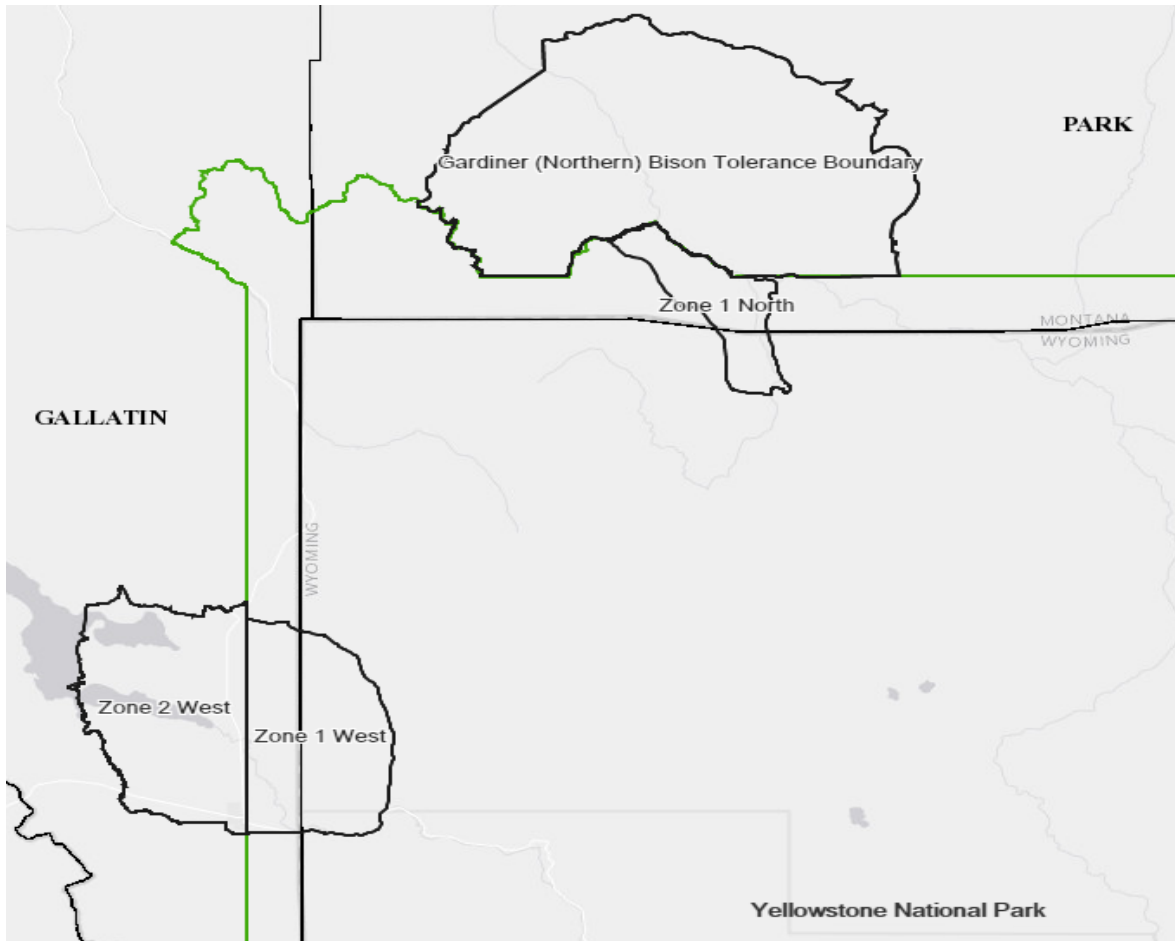 PARK
Gardiner (Northern) Bison Tolerance Boundary
Zone 1 North
MONTANA
WYOMING
GALLATIN
WYOMING
Zone 2 West
Zone 1 West
Yellowstone National Park